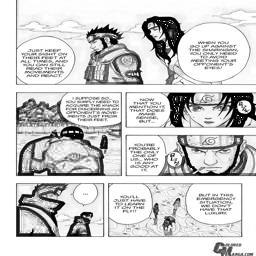 WHEN YOU
GO UP AGAINST
THE SHARINGAN,
YOU ONLY NEED
TO AVOID
MEETING YOUR
OPPONENT'S
EYES!
JUST KEEP
YOUR SIGHT ON
THEIR FEET AT
ALL TIMES, AND
YOU CAN STILL
READ THEIR
MOVEMENTS
AND REACT.
NOW THAT
YOU MENTION IT,
THAT DOES
MAKE
SENSE,
BUT...
I SUPPOSE SO...
YOU SIMPLY NEED
TO ACQUIRE THE KNACK
FOR DISCERNING AN
OPPONENT'S MOVE-
MENTS JUST FROM
THEIR FEET.
YOU'RE
PROBABLY
THE ONLY
ONE OF
US...WHO
IS ANY
GOOD AT
IT.
BUT IN THIS
EMERGENCY
SITUATION,
WE DON'T
HAVE THAT
LUXURY.
YOU'LL
JUST HAVE
TO LEARN
IT ON
THE FLY!!
...
COLORED
MANGA.COM